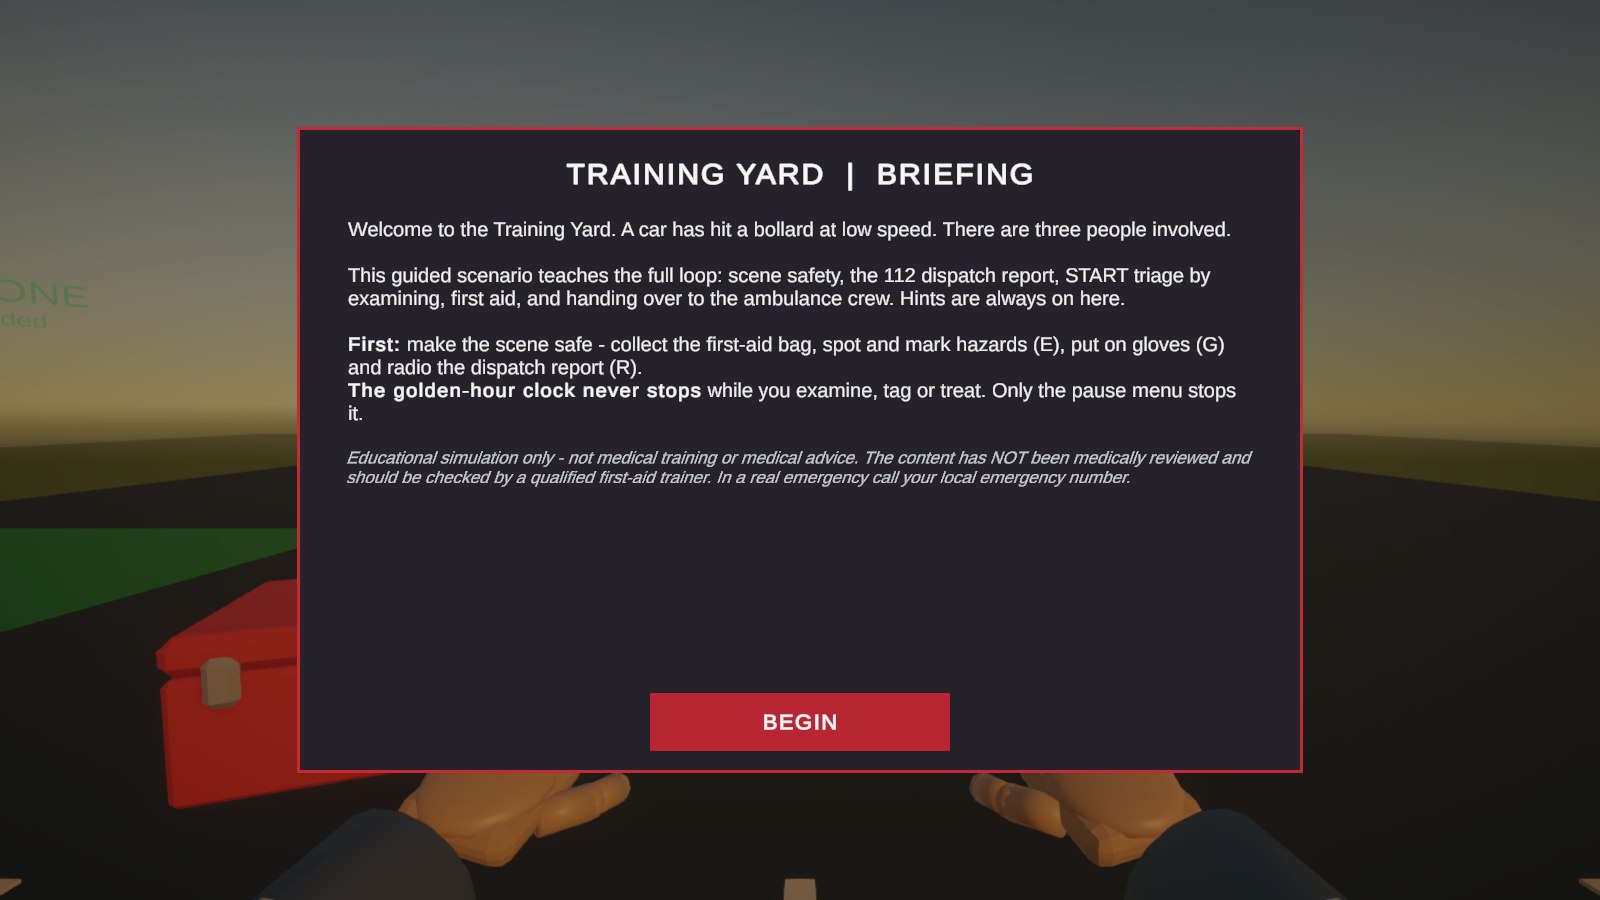 TRAINING YARD | BRIEFING
Welcome to the Training Yard. A car has hit a bollard at low speed. There are three people involved.
This guided scenario teaches the full loop: scene safety, the 112 dispatch report, START triage by
examining, first aid, and handing over to the ambulance crew. Hints are always on here.
First: make the scene safe - collect the first-aid bag, spot and mark hazards (E), put on gloves (G)
and radio the dispatch report (R).
The golden-hour clock never stops while you examine, tag or treat. Only the pause menu stops
it.
Educational simulation only - not medical training or medical advice. The content has NOT been medically reviewed and
should be checked by a qualified first-aid trainer. In a real emergency call your local emergency number.
ONE
ded
BEGIN